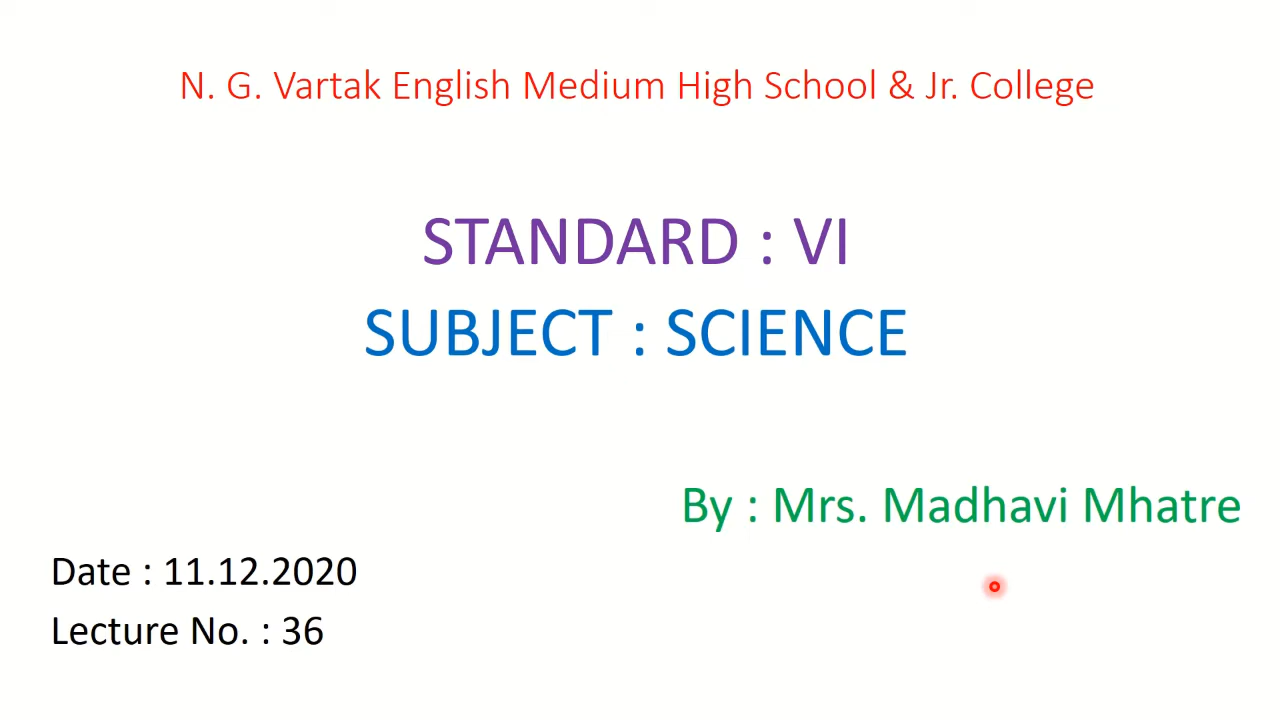 N. G. Vartak English Medium High School & Jr. College
STANDARD : VI
SUBJECT : SCIENCE
By : Mrs. Madhavi Mhatre
Date : 11.12.2020
Lecture No. : 36